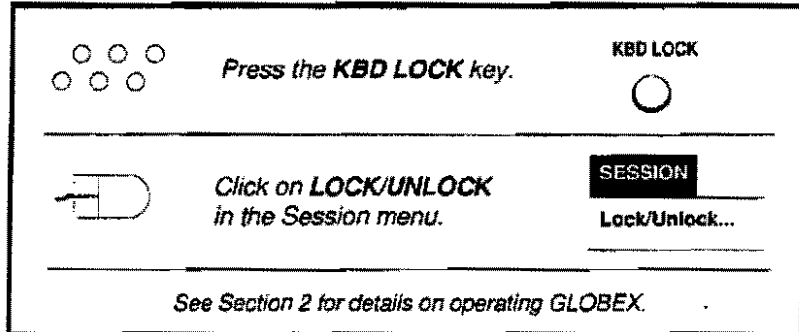 Press the KBD LOCK key.
KBD LOCK
Click on LOCK/UNLOCK
in the Session menu.
SESSION
Lock/Unlock...
See Section 2 for details on operating GLOBEX.